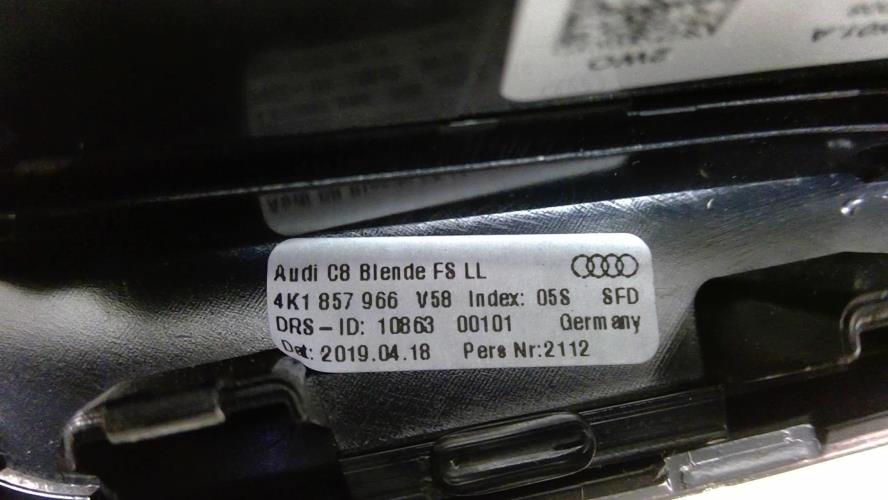 2W0
Audi C8 Blende FS LL
4K1 857 966 V58 Index: 05S SFD
DRS-ID: 10863 00101 Germany
Dat: 2019.04.18 Pers Nr:2112